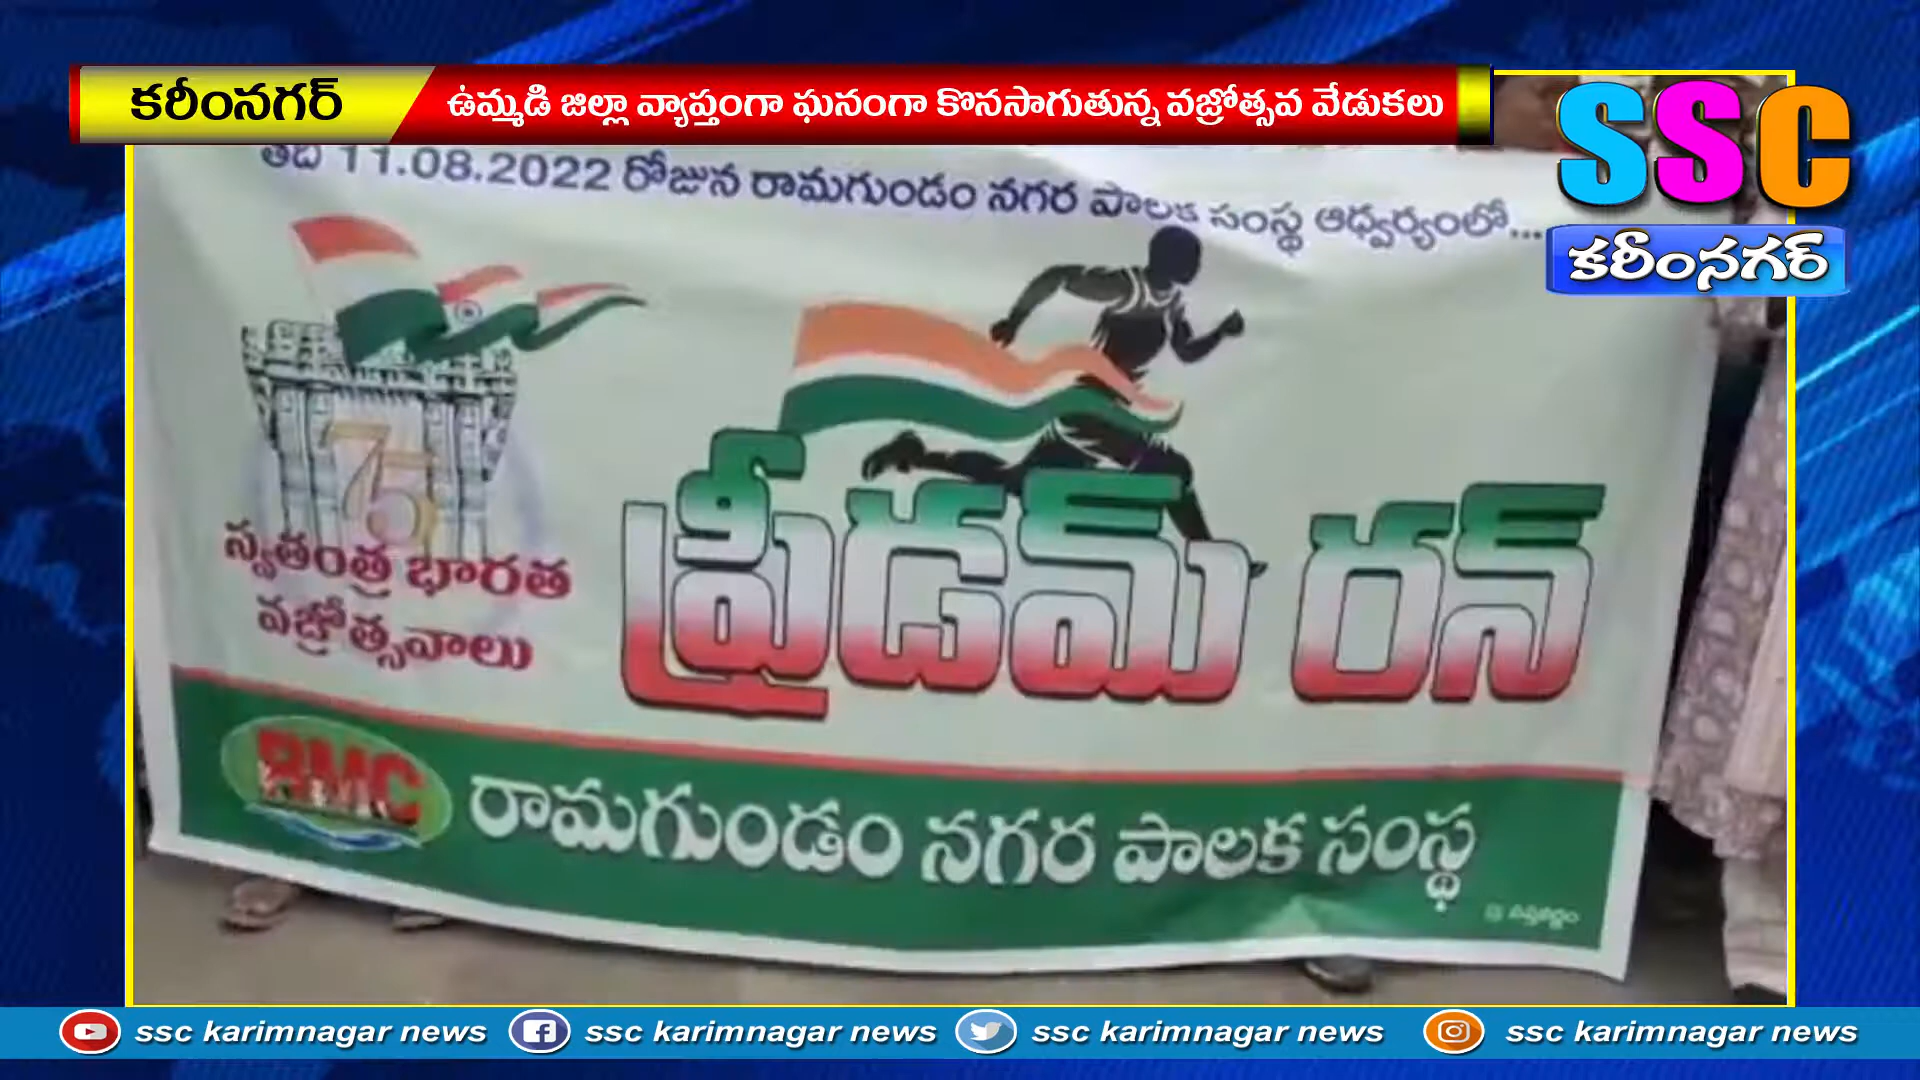 కరీంనగర్ ఉమ్మడి జిల్లా వ్యాప్తంగా ఘనంగా కొనసాగుతున్న వజ్రోత్సవ వేడుకలు
SSC
కరీంనగర్
తేది 11.08.2022 రోజున రామగుండం నగర పాలక సంస్థ ఆధ్వర్యంలో...
75
స్వతంత్ర భారత
వజ్రోత్సవాలు
ఫ్రీడమ్ రన్
RMC రామగుండం నగర పాలక సంస్థ
ssc karimnagar news ssc karimnagar news ssc karimnagar news ssc karimnagar news